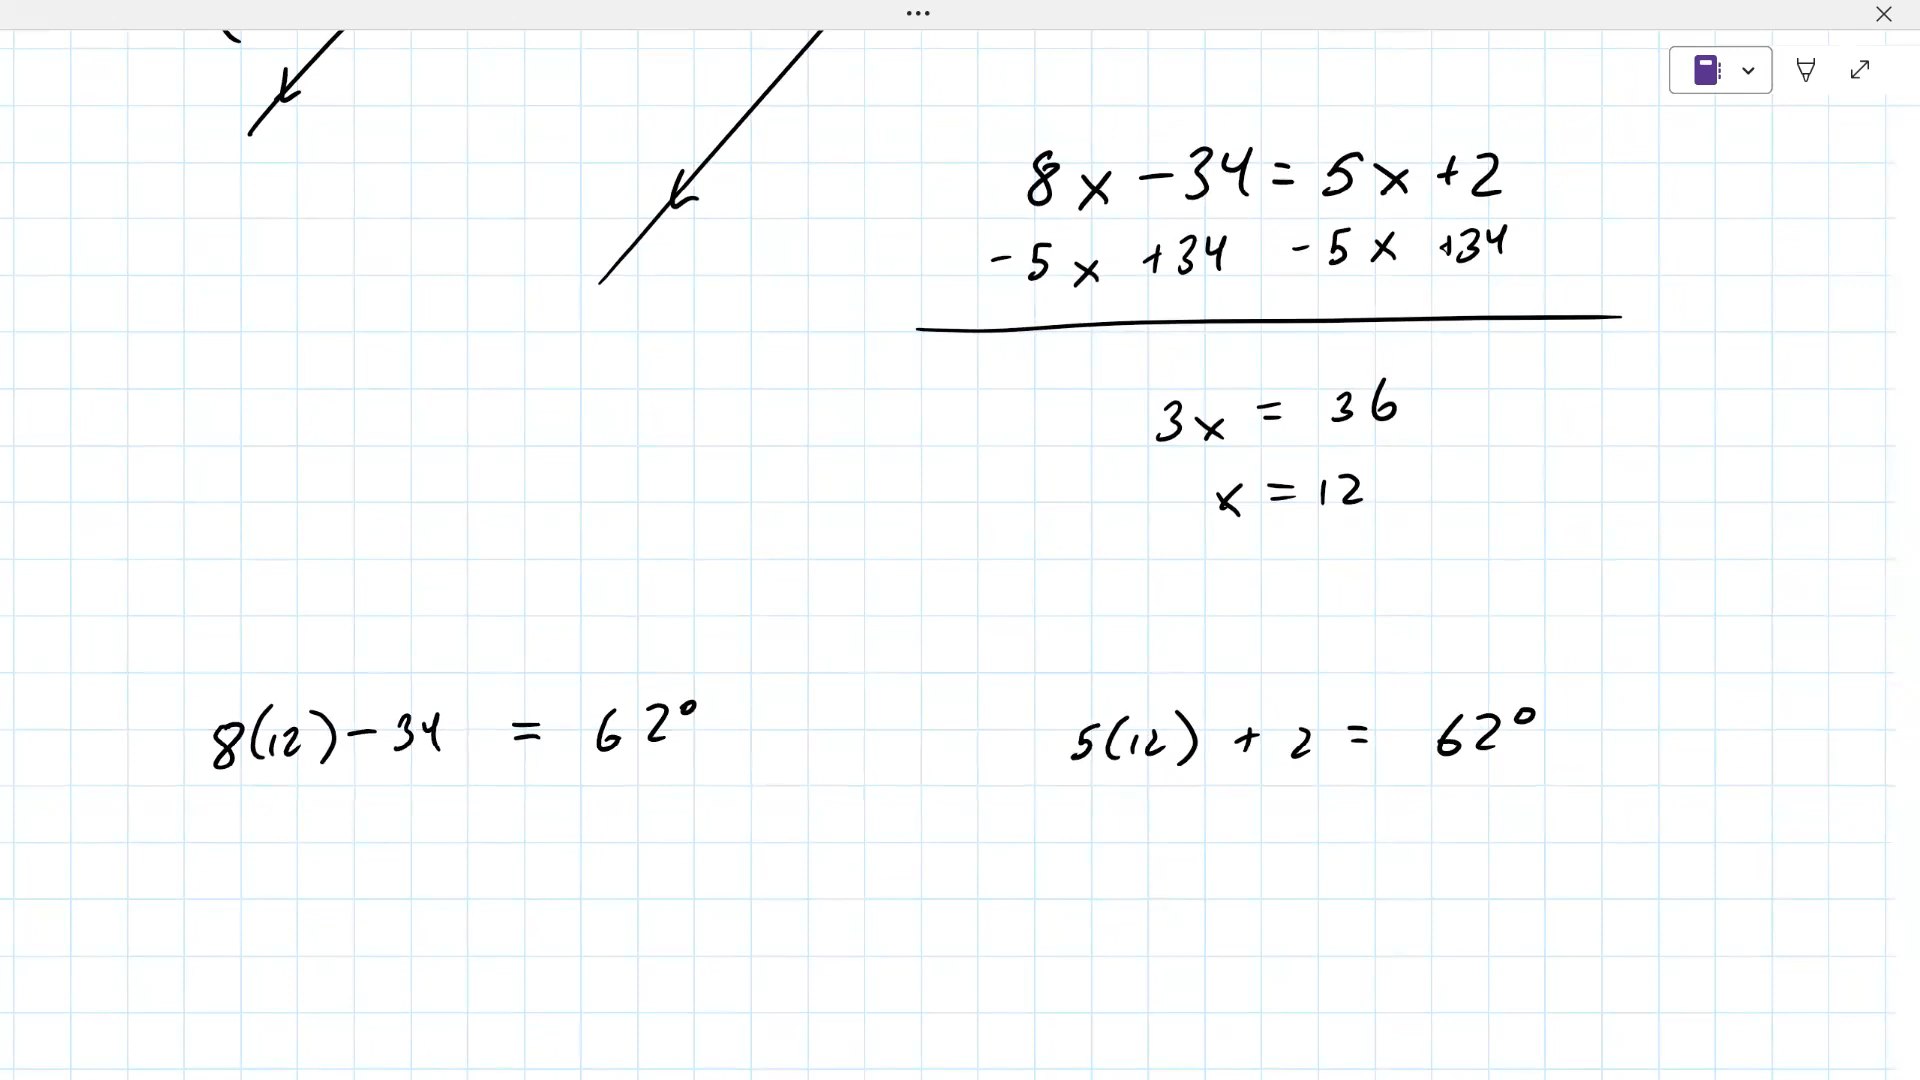 8x - 34 = 5x + 2
- 5x + 34 - 5x + 34
3x = 36
x = 12
8(12) - 34 = 62°
5(12) + 2 = 62°